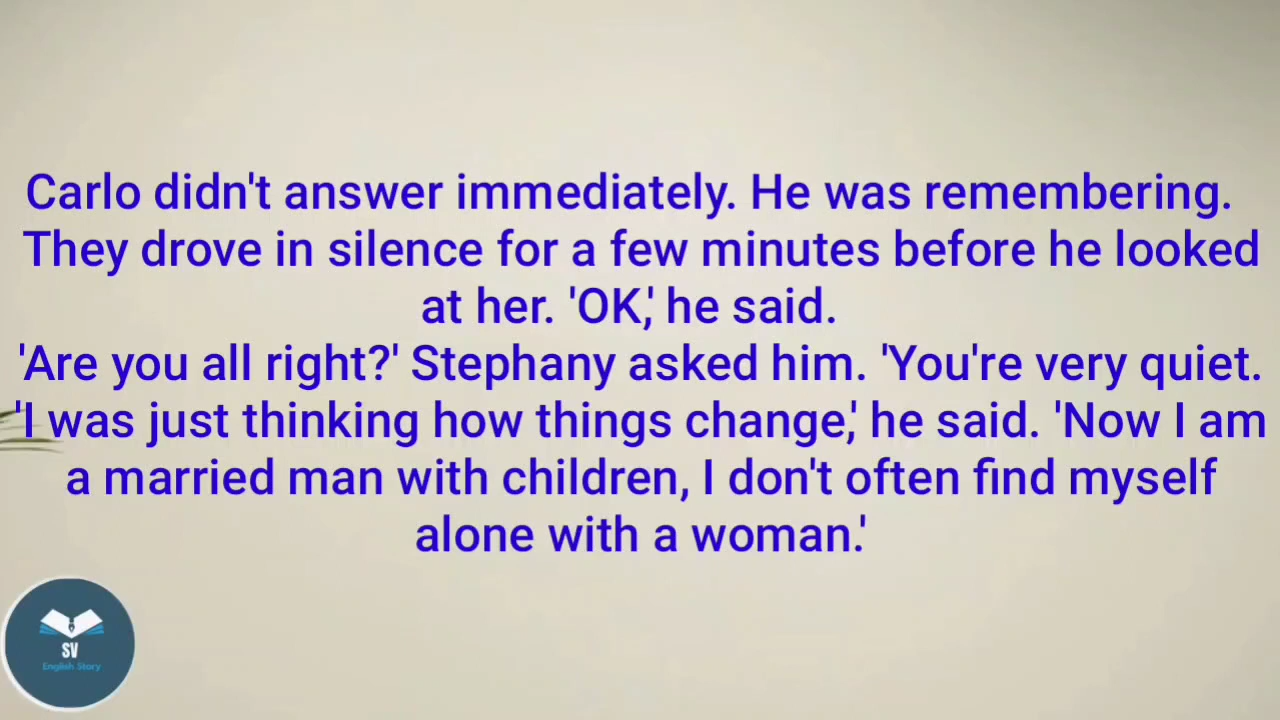 Carlo didn't answer immediately. He was remembering.
They drove in silence for a few minutes before he looked
at her. 'OK,' he said.
'Are you all right?' Stephany asked him. 'You're very quiet.
'I was just thinking how things change,' he said. 'Now I am
a married man with children, I don't often find myself
alone with a woman.'
SV
English Story